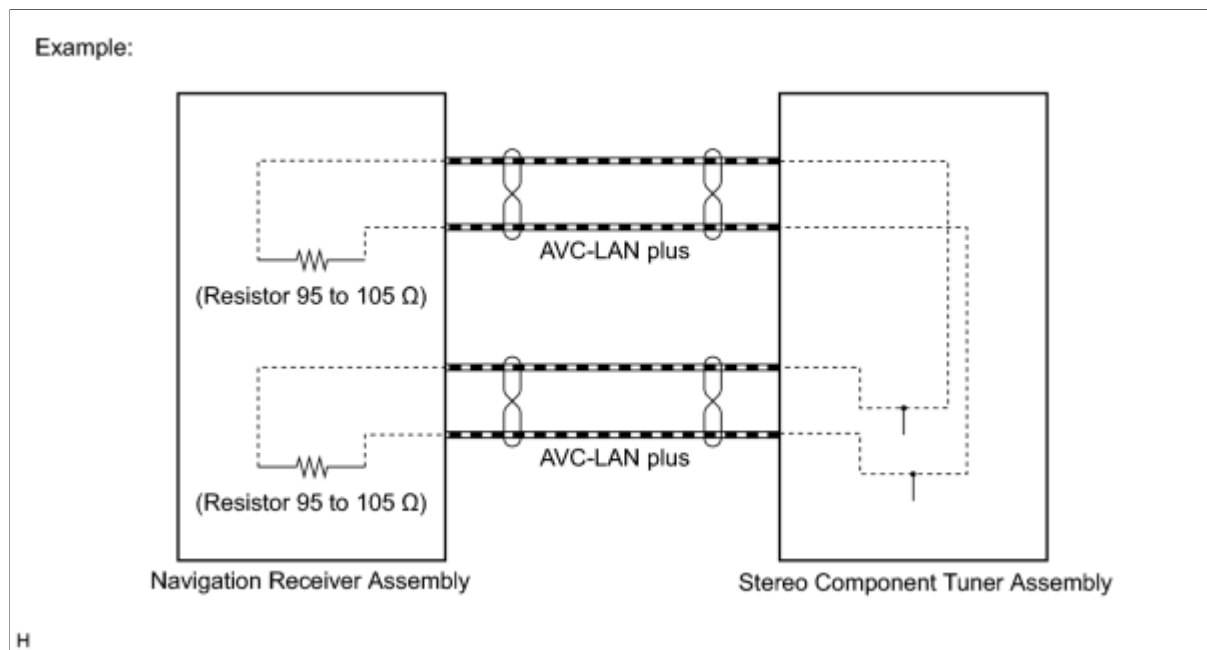 Example:
AVC-LAN plus
(Resistor 95 to 105 Ω)
AVC-LAN plus
(Resistor 95 to 105 Ω)
Navigation Receiver Assembly
Stereo Component Tuner Assembly
H